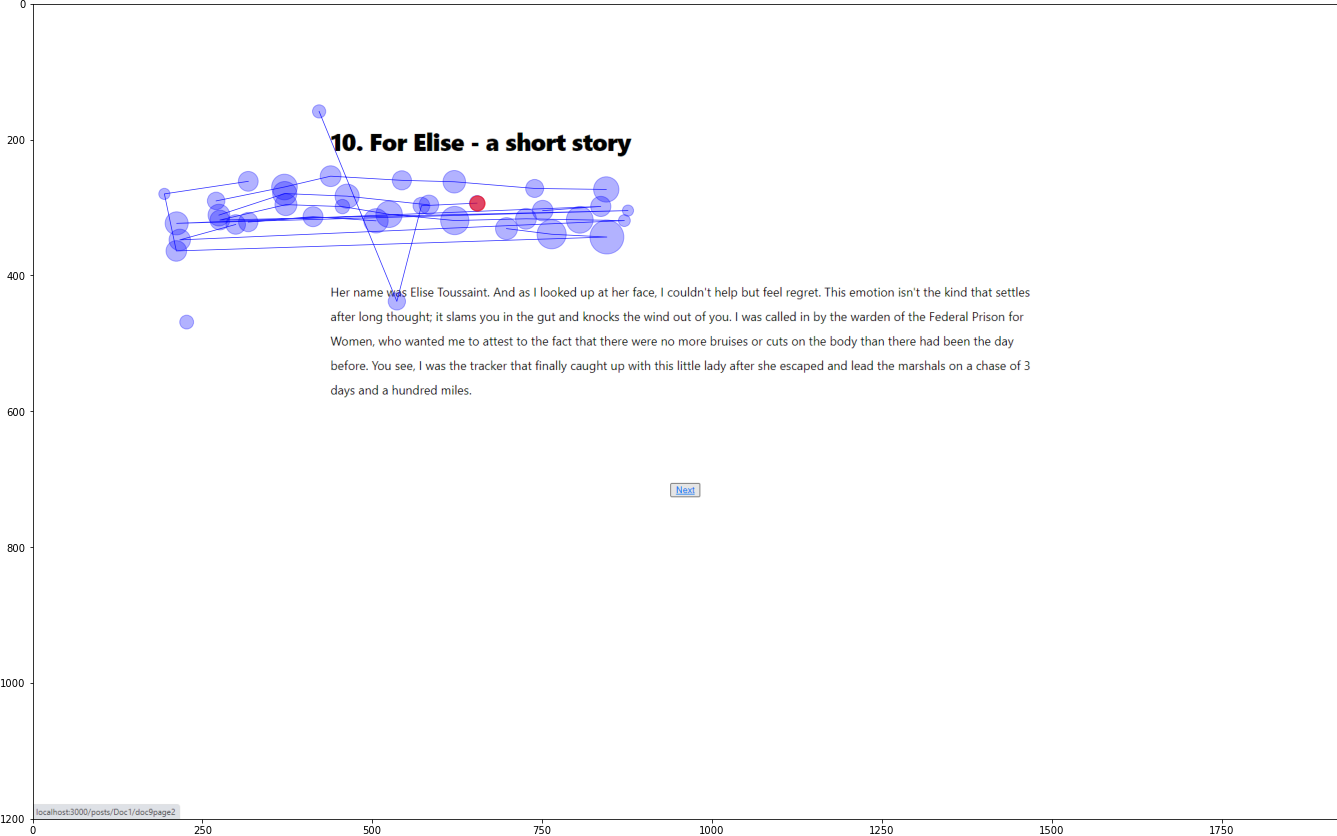 0
200
10. For Elise - a short story
400
Her name was Elise Toussaint. And as I looked up at her face, I couldn't help but feel regret. This emotion isn't the kind that settles
after long thought; it slams you in the gut and knocks the wind out of you. I was called in by the warden of the Federal Prison for
Women, who wanted me to attest to the fact that there were no more bruises or cuts on the body than there had been the day
before. You see, I was the tracker that finally caught up with this little lady after she escaped and lead the marshals on a chase of 3
days and a hundred miles.
600
Next
800
1000
localhost:3000/posts/Doc1/doc9page2
1200
0 250 500 750 1000 1250 1500 1750